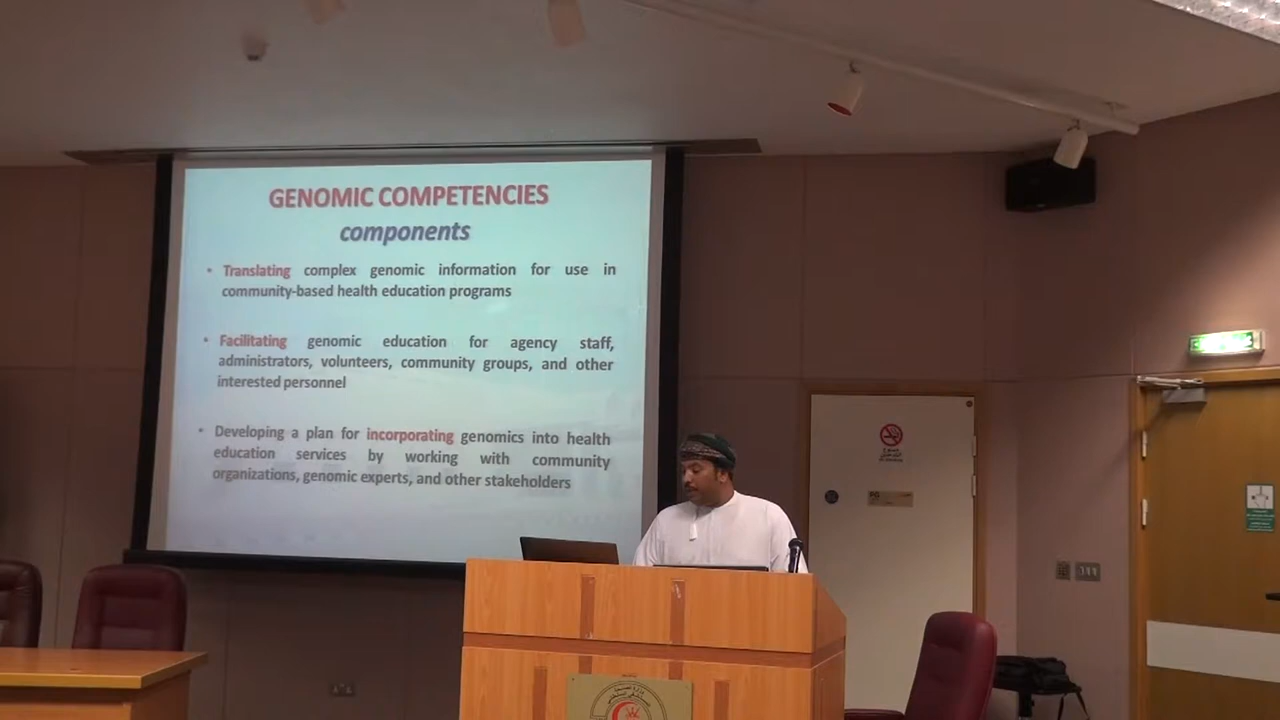 GENOMIC COMPETENCIES
components
• Translating complex genomic information for use in
community-based health education programs
• Facilitating genomic education for agency staff,
administrators, volunteers, community groups, and other
interested personnel
• Developing a plan for incorporating genomics into health
education services by working with community
organizations, genomic experts, and other stakeholders